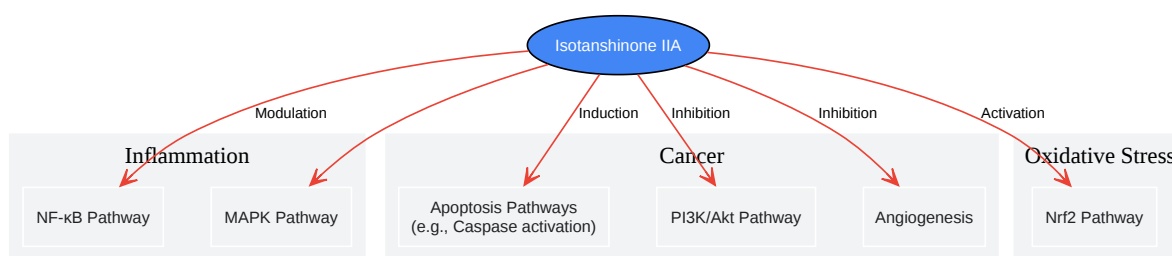 Isotanshinone IIA
Modulation
Induction
Inhibition
Inhibition
Activation
Inflammation
Cancer
Oxidative Stress
NF-κB Pathway
MAPK Pathway
Apoptosis Pathways
(e.g., Caspase activation)
PI3K/Akt Pathway
Angiogenesis
Nrf2 Pathway